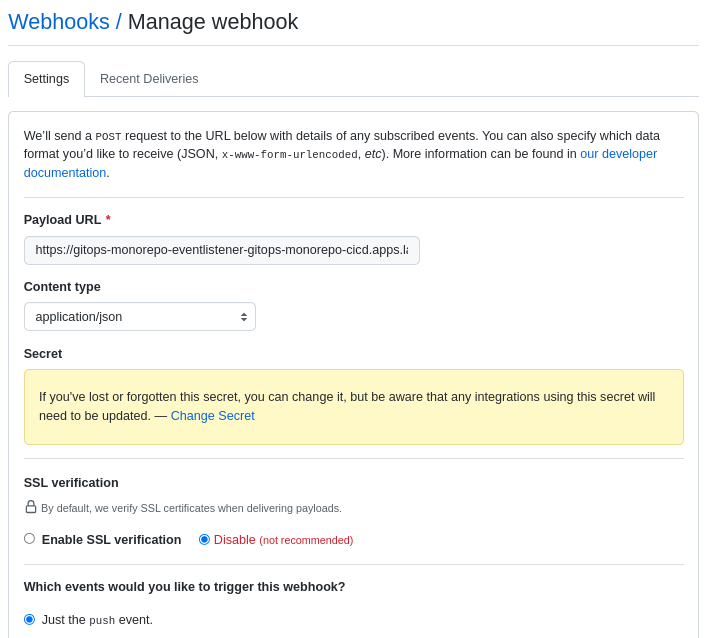 Webhooks / Manage webhook
Settings
Recent Deliveries
We'll send a POST request to the URL below with details of any subscribed events. You can also specify which data
format you'd like to receive (JSON, x-www-form-urlencoded, etc). More information can be found in our developer
documentation.
Payload URL *
https://gitops-monorepo-eventlistener-gitops-monorepo-cicd.apps.la
Content type
application/json
Secret
If you've lost or forgotten this secret, you can change it, but be aware that any integrations using this secret will
need to be updated. — Change Secret
SSL verification
By default, we verify SSL certificates when delivering payloads.
Enable SSL verification
Disable (not recommended)
Which events would you like to trigger this webhook?
Just the push event.